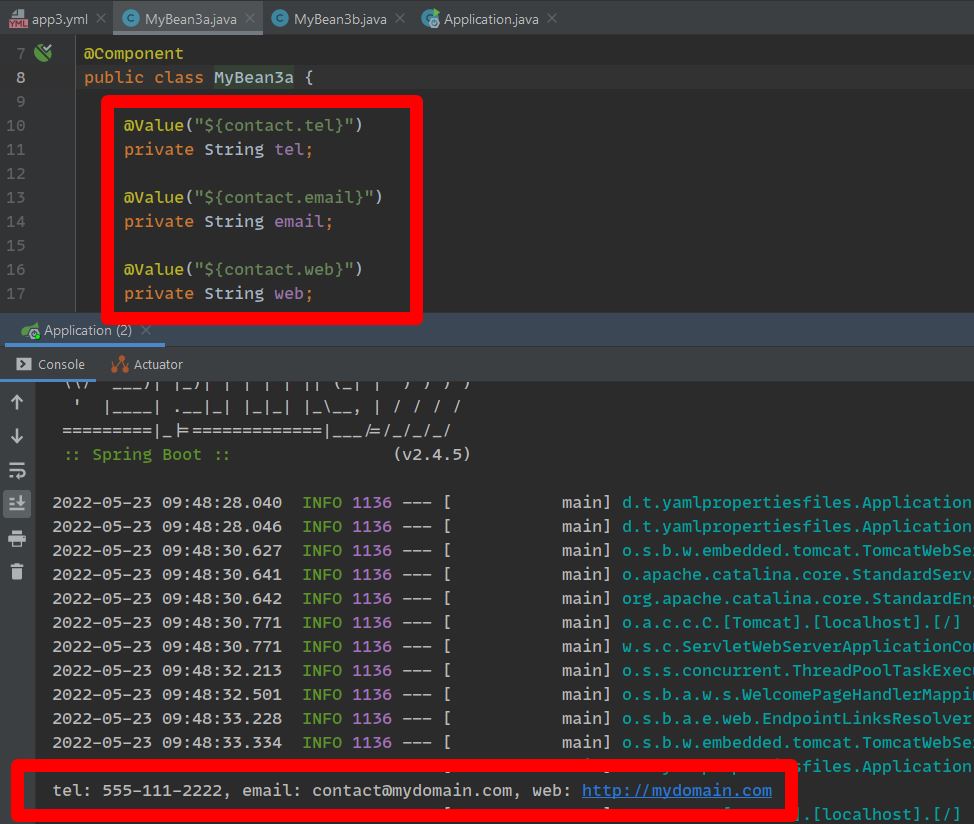 app3.yml MyBean3a.java MyBean3b.java Application.java
7 @Component
8 public class MyBean3a {
9
10 @Value("${contact.tel}")
11 private String tel;
12
13 @Value("${contact.email}")
14 private String email;
15
16 @Value("${contact.web}")
17 private String web;
Application (2)
Console Actuator
' |____| .__|_| |_|_| |_\__, | / / / /
=========|_|==============|___/=/_/_/_/
:: Spring Boot :: (v2.4.5)
2022-05-23 09:48:28.040 INFO 1136 --- [ main] d.t.yamlpropertiesfiles.Application
2022-05-23 09:48:28.046 INFO 1136 --- [ main] d.t.yamlpropertiesfiles.Application
2022-05-23 09:48:30.627 INFO 1136 --- [ main] o.s.b.w.embedded.tomcat.TomcatWebSe
2022-05-23 09:48:30.641 INFO 1136 --- [ main] o.apache.catalina.core.StandardServ
2022-05-23 09:48:30.642 INFO 1136 --- [ main] org.apache.catalina.core.StandardEn
2022-05-23 09:48:30.771 INFO 1136 --- [ main] o.a.c.c.C.[Tomcat].[localhost].[/]
2022-05-23 09:48:30.771 INFO 1136 --- [ main] w.s.c.ServletWebServerApplicationCo
2022-05-23 09:48:32.213 INFO 1136 --- [ main] o.s.s.concurrent.ThreadPoolTaskExec
2022-05-23 09:48:32.501 INFO 1136 --- [ main] o.s.b.a.w.s.WelcomePageHandlerMappi
2022-05-23 09:48:33.228 INFO 1136 --- [ main] o.s.b.a.e.web.EndpointLinksResolver
2022-05-23 09:48:33.334 INFO 1136 --- [ main] o.s.b.w.embedded.tomcat.TomcatWebSe
propertiesfiles.Application
tel: 555-111-2222, email: contact@mydomain.com, web: http://mydomain.com
].[localhost].[/]